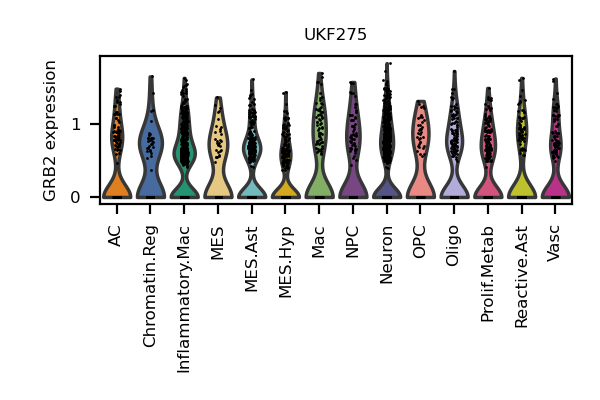 UKF275
GRB2 expression
1
0
AC
Chromatin.Reg
Inflammatory.Mac
MES
MES.Ast
MES.Hyp
Mac
NPC
Neuron
OPC
Oligo
Prolif.Metab
Reactive.Ast
Vasc